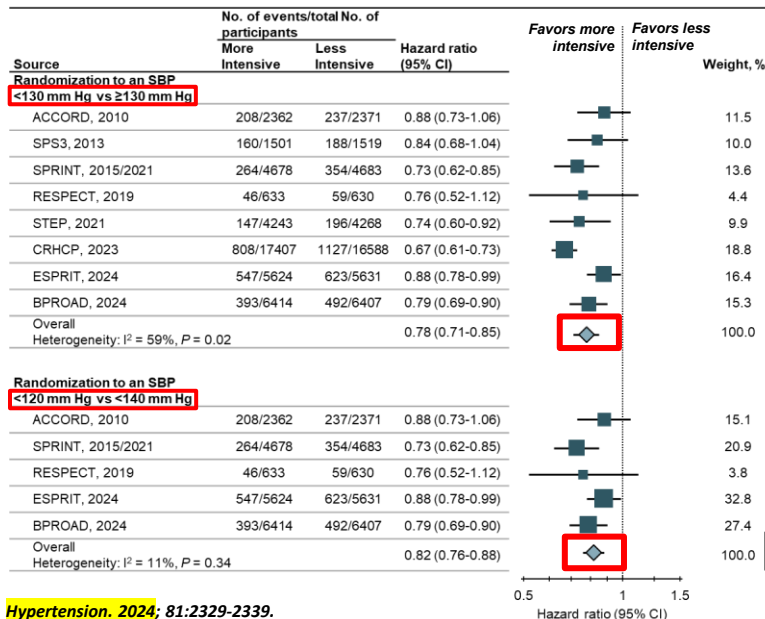 No. of events/total No. of participants
Favors more intensive
Favors less intensive
Source More Intensive Less Intensive Hazard ratio (95% CI) Weight, %
Randomization to an SBP
<130 mm Hg vs ≥130 mm Hg
ACCORD, 2010 208/2362 237/2371 0.88 (0.73-1.06) 11.5
SPS3, 2013 160/1501 188/1519 0.84 (0.68-1.04) 10.0
SPRINT, 2015/2021 264/4678 354/4683 0.73 (0.62-0.85) 13.6
RESPECT, 2019 46/633 59/630 0.76 (0.52-1.12) 4.4
STEP, 2021 147/4243 196/4268 0.74 (0.60-0.92) 9.9
CRHCP, 2023 808/17407 1127/16588 0.67 (0.61-0.73) 18.8
ESPRIT, 2024 547/5624 623/5631 0.88 (0.78-0.99) 16.4
BPROAD, 2024 393/6414 492/6407 0.79 (0.69-0.90) 15.3
Overall 0.78 (0.71-0.85) 100.0
Heterogeneity: I² = 59%, P = 0.02
Randomization to an SBP
<120 mm Hg vs <140 mm Hg
ACCORD, 2010 208/2362 237/2371 0.88 (0.73-1.06) 15.1
SPRINT, 2015/2021 264/4678 354/4683 0.73 (0.62-0.85) 20.9
RESPECT, 2019 46/633 59/630 0.76 (0.52-1.12) 3.8
ESPRIT, 2024 547/5624 623/5631 0.88 (0.78-0.99) 32.8
BPROAD, 2024 393/6414 492/6407 0.79 (0.69-0.90) 27.4
Overall 0.82 (0.76-0.88) 100.0
Heterogeneity: I² = 11%, P = 0.34
0.5 1 1.5
Hazard ratio (95% CI)
Hypertension. 2024; 81:2329-2339.